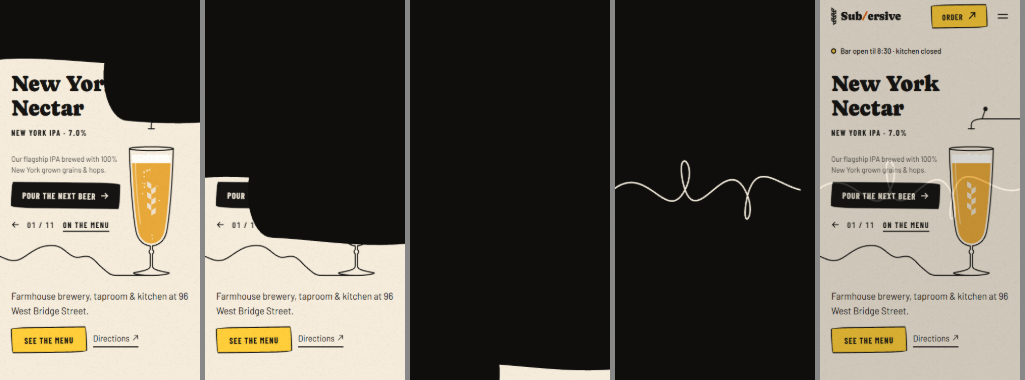 New Yor
Nectar
NEW YORK IPA · 7.0%
Our flagship IPA brewed with 100%
New York grown grains & hops.
POUR THE NEXT BEER →
← 01 / 11 ON THE MENU
Farmhouse brewery, taproom & kitchen at 96
West Bridge Street.
SEE THE MENU Directions ↗
POUR
← 01 / 1
Farmhouse brewery, taproom & kitchen at 96
West Bridge Street.
SEE THE MENU Directions ↗
Sub/ersive ORDER ↗
Bar open til 8:30 · kitchen closed
New York
Nectar
NEW YORK IPA · 7.0%
Our flagship IPA brewed with 100%
New York grown grains & hops.
POUR THE NEXT BEER →
← 01 / 11 ON THE MENU
Farmhouse brewery, taproom & kitchen at 96
West Bridge Street.
SEE THE MENU Directions ↗